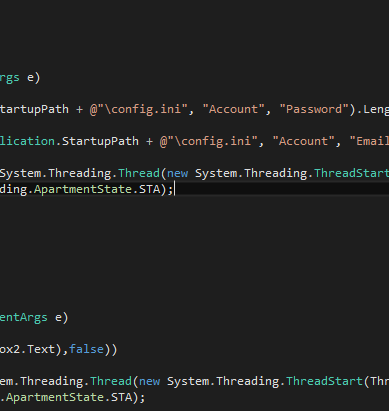 rgs e)
tartupPath + @"\config.ini", "Account", "Password").Leng
lication.StartupPath + @"\config.ini", "Account", "Email
System.Threading.Thread(new System.Threading.ThreadStart
ding.ApartmentState.STA);
entArgs e)
ox2.Text),false))
em.Threading.Thread(new System.Threading.ThreadStart(Thr
.ApartmentState.STA);